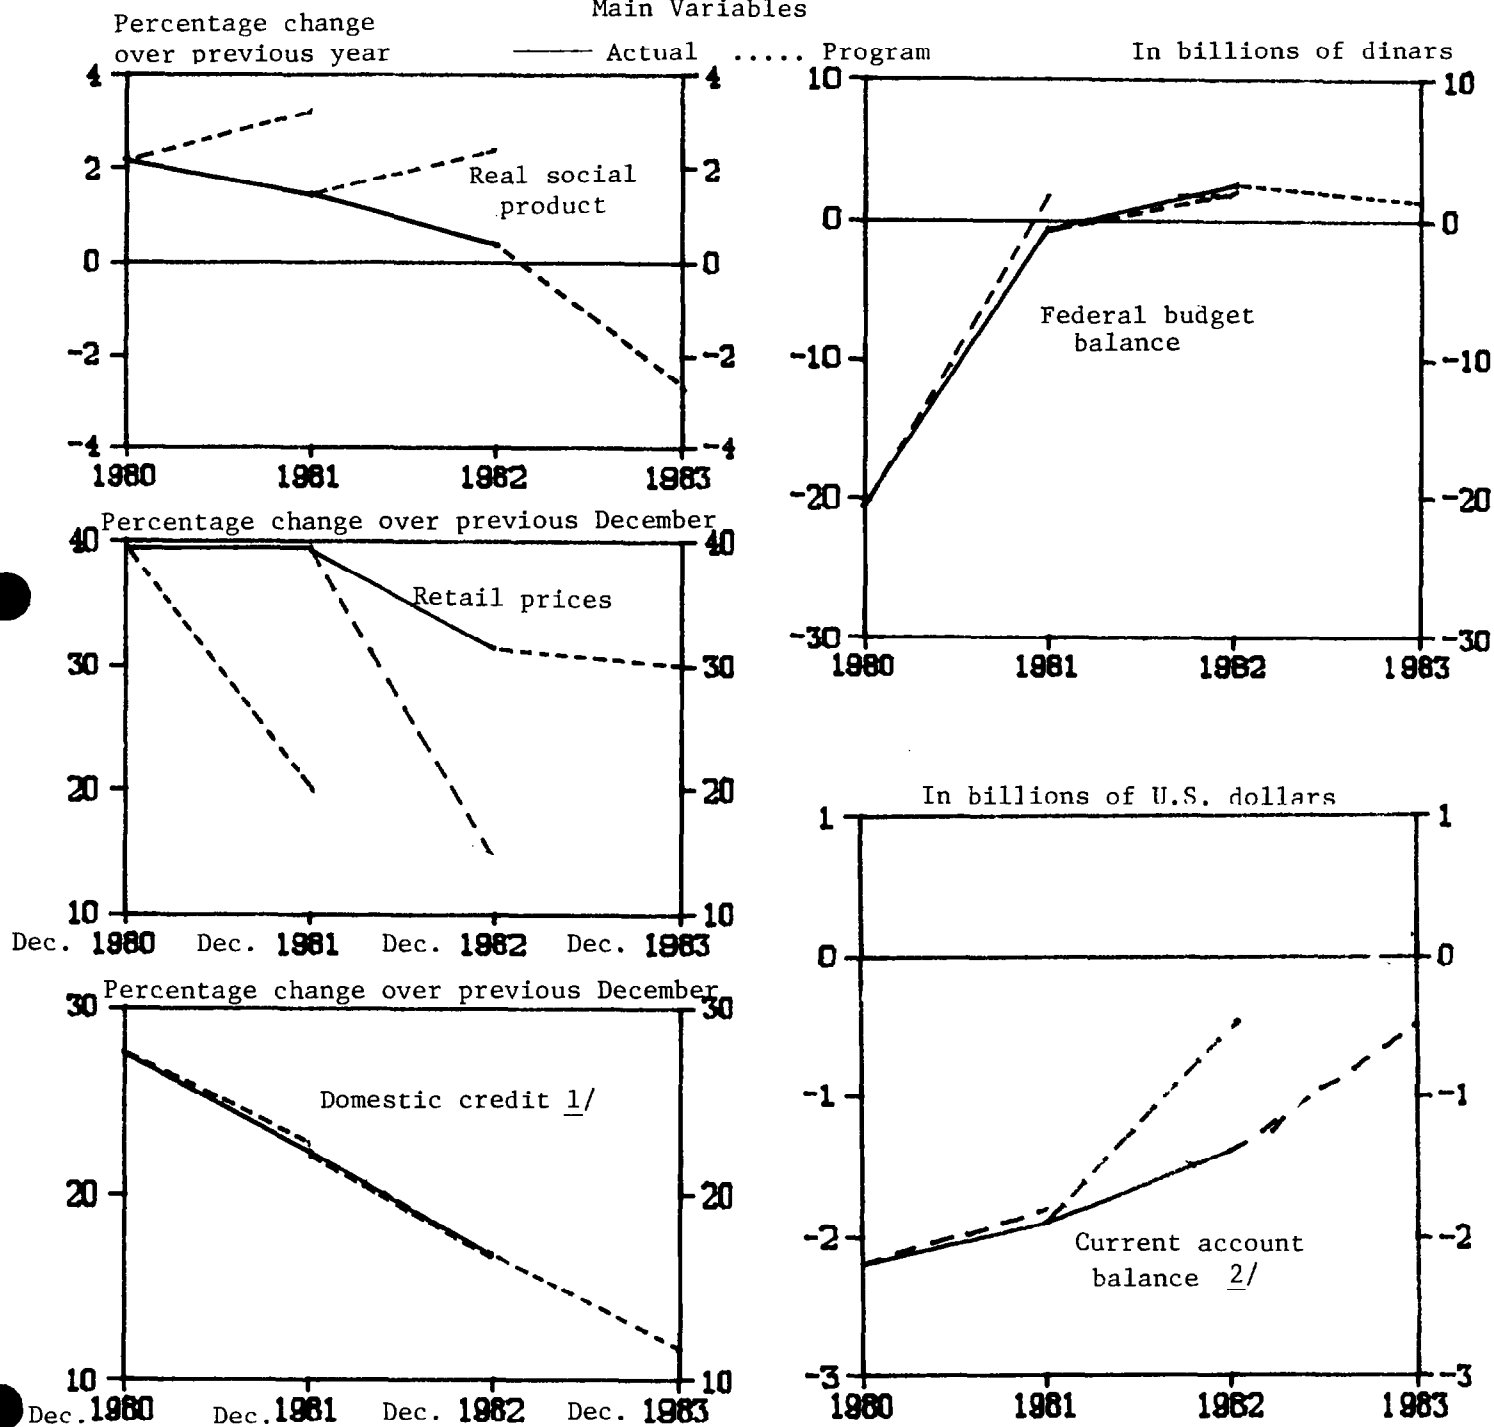 Main Variables
Percentage change
over previous year
Actual ..... Program
In billions of dinars
4 4
2 2
Real social
product
0 0
-2 -2
-4 -4
1980 1981 1982 1983
10 10
0 0
Federal budget
balance
-10 -10
-20 -20
-30 -30
1980 1981 1982 1983
Percentage change over previous December
40 40
Retail prices
30 30
20 20
10 10
Dec. 1980 Dec. 1981 Dec. 1982 Dec. 1983
Percentage change over previous December
30 30
Domestic credit 1/
20 20
10 10
Dec. 1980 Dec. 1981 Dec. 1982 Dec. 1983
In billions of U.S. dollars
1 1
0 0
-1 -1
-2 -2
Current account
balance 2/
-3 -3
1980 1981 1982 1983